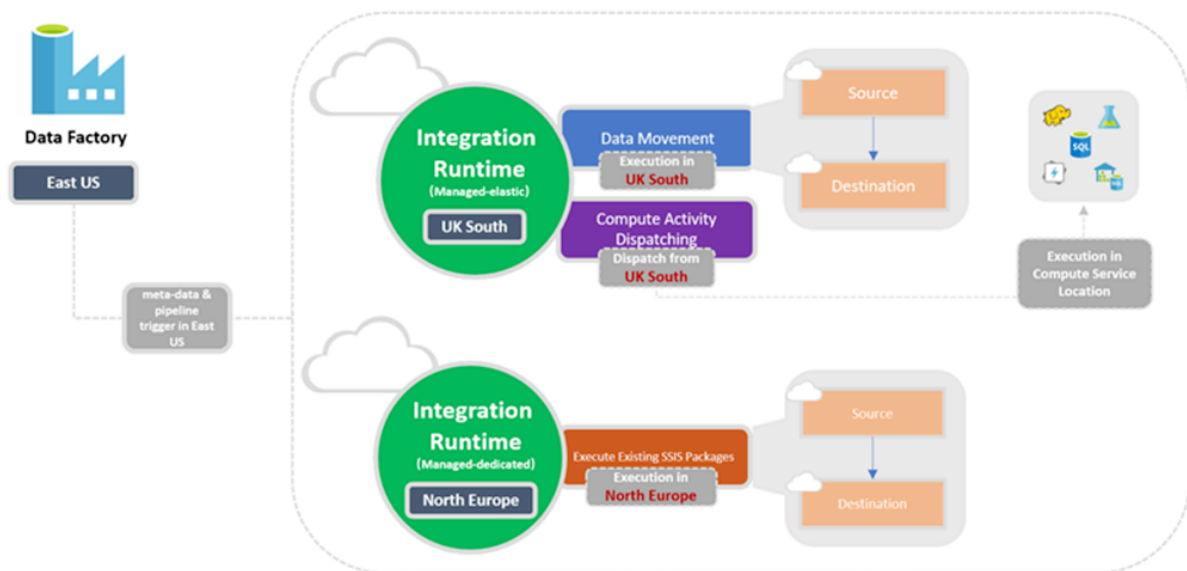 Data Factory
East US
meta-data &
pipeline
trigger in East
US
Integration
Runtime
(Managed-elastic)
UK South
Data Movement
Execution in
UK South
Compute Activity
Dispatching
Dispatch from
UK South
Source
Destination
SQL
Execution in
Compute Service
Location
Integration
Runtime
(Managed-dedicated)
North Europe
Execute Existing SSIS Packages
Execution in
North Europe
Source
Destination